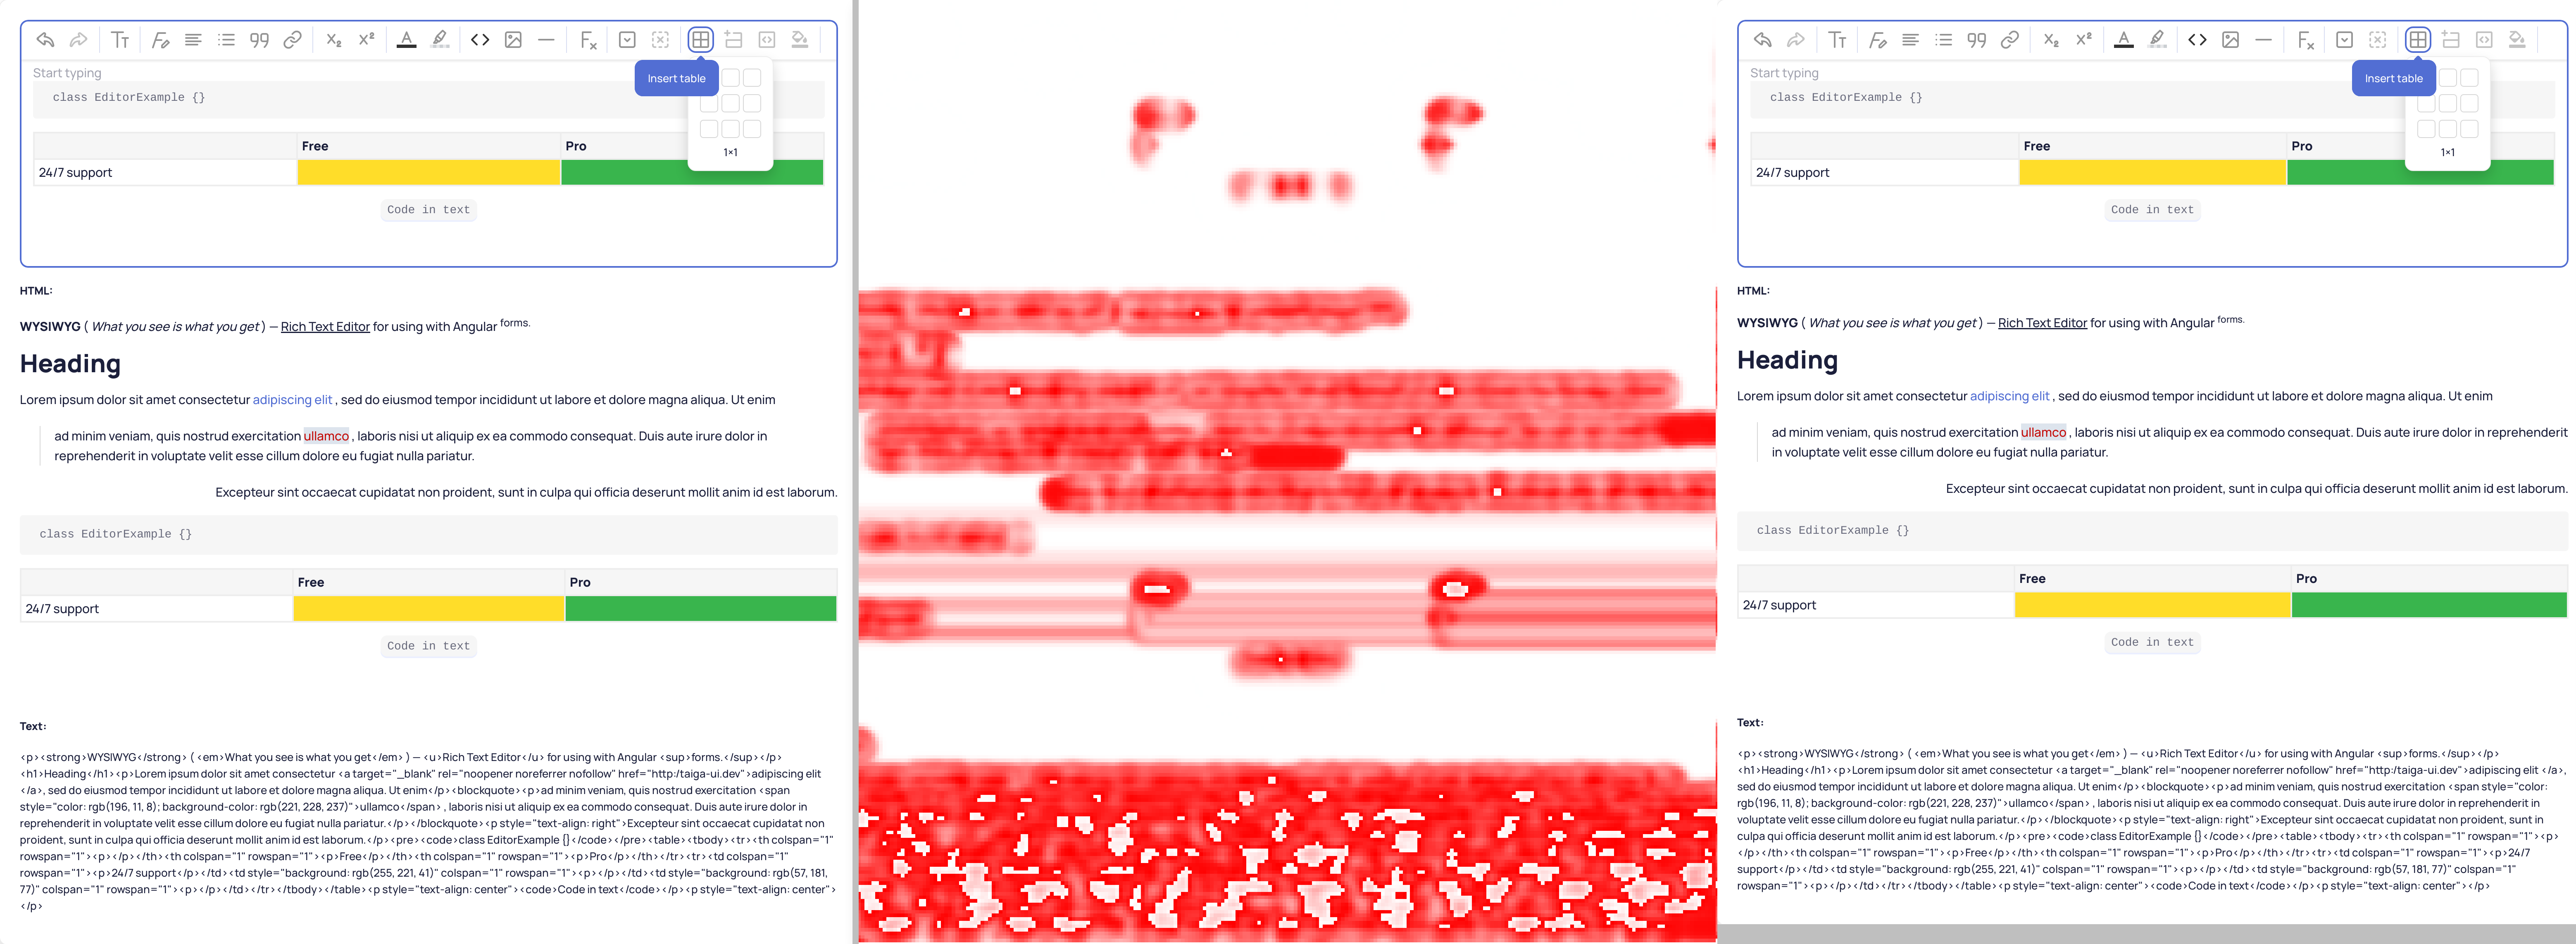 Start typing
Insert table
class EditorExample {}
Free Pro
1×1
24/7 support
Code in text
HTML:
WYSIWYG ( What you see is what you get ) — Rich Text Editor for using with Angular forms.
Heading
Lorem ipsum dolor sit amet consectetur adipiscing elit , sed do eiusmod tempor incididunt ut labore et dolore magna aliqua. Ut enim
ad minim veniam, quis nostrud exercitation ullamco , laboris nisi ut aliquip ex ea commodo consequat. Duis aute irure dolor in
reprehenderit in voluptate velit esse cillum dolore eu fugiat nulla pariatur.
Excepteur sint occaecat cupidatat non proident, sunt in culpa qui officia deserunt mollit anim id est laborum.
class EditorExample {}
Free Pro
24/7 support
Code in text
Text:
<p><strong>WYSIWYG</strong> ( <em>What you see is what you get</em> ) — <u>Rich Text Editor</u> for using with Angular <sup>forms.</sup></p>
<h1>Heading</h1><p>Lorem ipsum dolor sit amet consectetur <a target="_blank" rel="noopener noreferrer nofollow" href="http:/taiga-ui.dev">adipiscing elit
</a>, sed do eiusmod tempor incididunt ut labore et dolore magna aliqua. Ut enim</p><blockquote><p>ad minim veniam, quis nostrud exercitation <span
style="color: rgb(196, 11, 8); background-color: rgb(221, 228, 237)">ullamco</span> , laboris nisi ut aliquip ex ea commodo consequat. Duis aute irure dolor in
reprehenderit in voluptate velit esse cillum dolore eu fugiat nulla pariatur.</p></blockquote><p style="text-align: right">Excepteur sint occaecat cupidatat non
proident, sunt in culpa qui officia deserunt mollit anim id est laborum.</p><pre><code>class EditorExample {}</code></pre><table><tbody><tr><th colspan="1"
rowspan="1"><p></p></th><th colspan="1" rowspan="1"><p>Free</p></th><th colspan="1" rowspan="1"><p>Pro</p></th></tr><tr><td colspan="1"
rowspan="1"><p>24/7 support</p></td><td style="background: rgb(255, 221, 41)" colspan="1" rowspan="1"><p></p></td><td style="background: rgb(57, 181,
77)" colspan="1" rowspan="1"><p></p></td></tr></tbody></table><p style="text-align: center"><code>Code in text</code></p><p style="text-align: center">
</p>
Start typing
Insert table
class EditorExample {}
Free Pro
1×1
24/7 support
Code in text
HTML:
WYSIWYG ( What you see is what you get ) — Rich Text Editor for using with Angular forms.
Heading
Lorem ipsum dolor sit amet consectetur adipiscing elit , sed do eiusmod tempor incididunt ut labore et dolore magna aliqua. Ut enim
ad minim veniam, quis nostrud exercitation ullamco , laboris nisi ut aliquip ex ea commodo consequat. Duis aute irure dolor in reprehenderit
in voluptate velit esse cillum dolore eu fugiat nulla pariatur.
Excepteur sint occaecat cupidatat non proident, sunt in culpa qui officia deserunt mollit anim id est laborum.
class EditorExample {}
Free Pro
24/7 support
Code in text
Text:
<p><strong>WYSIWYG</strong> ( <em>What you see is what you get</em> ) — <u>Rich Text Editor</u> for using with Angular <sup>forms.</sup></p>
<h1>Heading</h1><p>Lorem ipsum dolor sit amet consectetur <a target="_blank" rel="noopener noreferrer nofollow" href="http:/taiga-ui.dev">adipiscing elit </a>,
sed do eiusmod tempor incididunt ut labore et dolore magna aliqua. Ut enim</p><blockquote><p>ad minim veniam, quis nostrud exercitation <span style="color:
rgb(196, 11, 8); background-color: rgb(221, 228, 237)">ullamco</span> , laboris nisi ut aliquip ex ea commodo consequat. Duis aute irure dolor in reprehenderit in
voluptate velit esse cillum dolore eu fugiat nulla pariatur.</p></blockquote><p style="text-align: right">Excepteur sint occaecat cupidatat non proident, sunt in
culpa qui officia deserunt mollit anim id est laborum.</p><pre><code>class EditorExample {}</code></pre><table><tbody><tr><th colspan="1" rowspan="1"><p>
</p></th><th colspan="1" rowspan="1"><p>Free</p></th><th colspan="1" rowspan="1"><p>Pro</p></th></tr><tr><td colspan="1" rowspan="1"><p>24/7
support</p></td><td style="background: rgb(255, 221, 41)" colspan="1" rowspan="1"><p></p></td><td style="background: rgb(57, 181, 77)" colspan="1"
rowspan="1"><p></p></td></tr></tbody></table><p style="text-align: center"><code>Code in text</code></p><p style="text-align: center"></p>